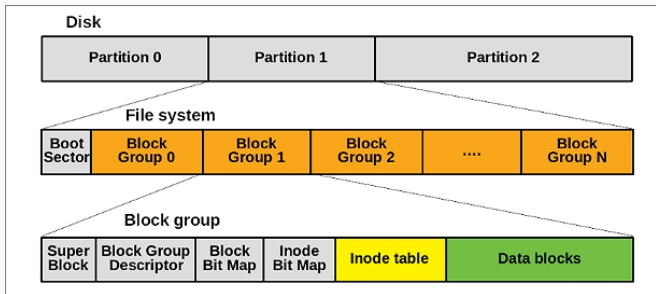 Disk
Partition 0 Partition 1 Partition 2
File system
Boot Sector Block Group 0 Block Group 1 Block Group 2 .... Block Group N
Block group
Super Block Block Group Descriptor Block Bit Map Inode Bit Map Inode table Data blocks